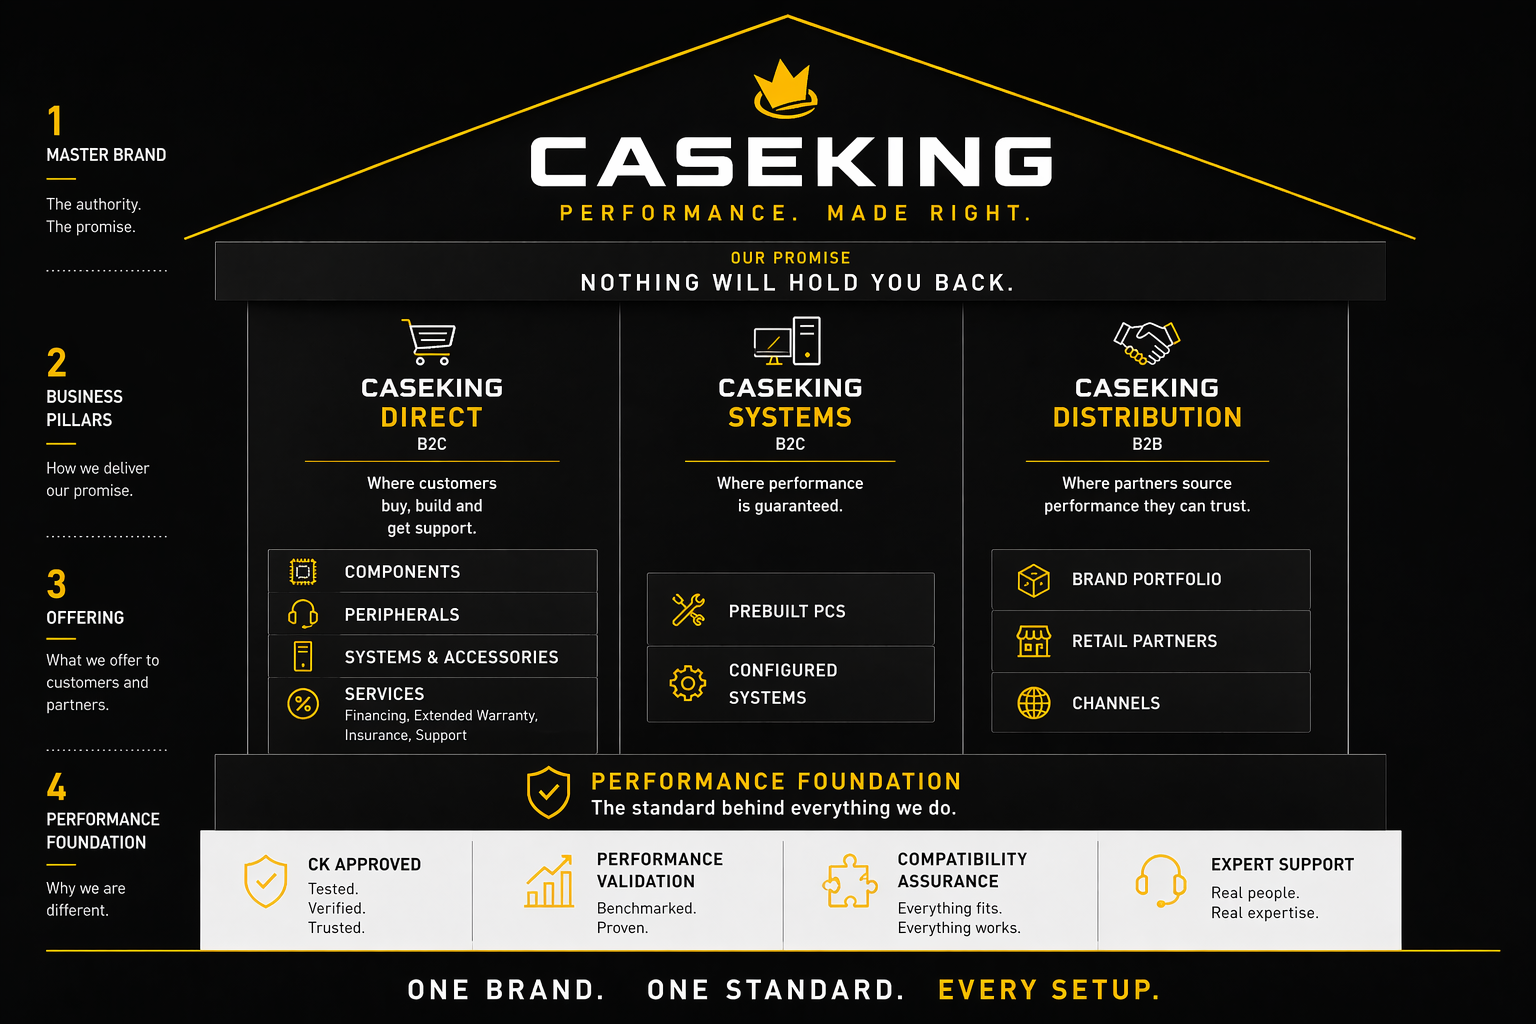 CASEKING
PERFORMANCE. MADE RIGHT.
OUR PROMISE
NOTHING WILL HOLD YOU BACK.
1
MASTER BRAND
The authority.
The promise.
2
BUSINESS
PILLARS
How we deliver
our promise.
3
OFFERING
What we offer to
customers and
partners.
4
PERFORMANCE
FOUNDATION
Why we are
different.
CASEKING
DIRECT
B2C
Where customers
buy, build and
get support.
COMPONENTS
PERIPHERALS
SYSTEMS & ACCESSORIES
SERVICES
Financing, Extended Warranty,
Insurance, Support
CASEKING
SYSTEMS
B2C
Where performance
is guaranteed.
PREBUILT PCS
CONFIGURED
SYSTEMS
CASEKING
DISTRIBUTION
B2B
Where partners source
performance they can trust.
BRAND PORTFOLIO
RETAIL PARTNERS
CHANNELS
PERFORMANCE FOUNDATION
The standard behind everything we do.
CK APPROVED
Tested.
Verified.
Trusted.
PERFORMANCE
VALIDATION
Benchmarked.
Proven.
COMPATIBILITY
ASSURANCE
Everything fits.
Everything works.
EXPERT SUPPORT
Real people.
Real expertise.
ONE BRAND. ONE STANDARD. EVERY SETUP.